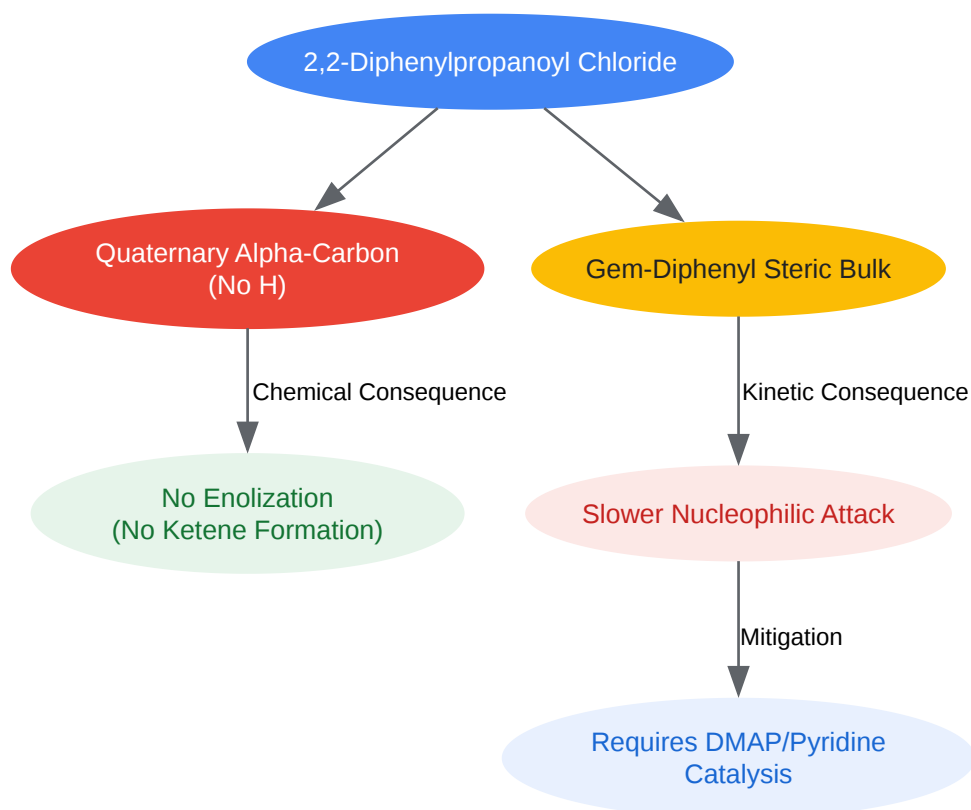 2,2-Diphenylpropanoyl Chloride
Quaternary Alpha-Carbon
(No H)
Gem-Diphenyl Steric Bulk
Chemical Consequence
Kinetic Consequence
No Enolization
(No Ketene Formation)
Slower Nucleophilic Attack
Mitigation
Requires DMAP/Pyridine
Catalysis